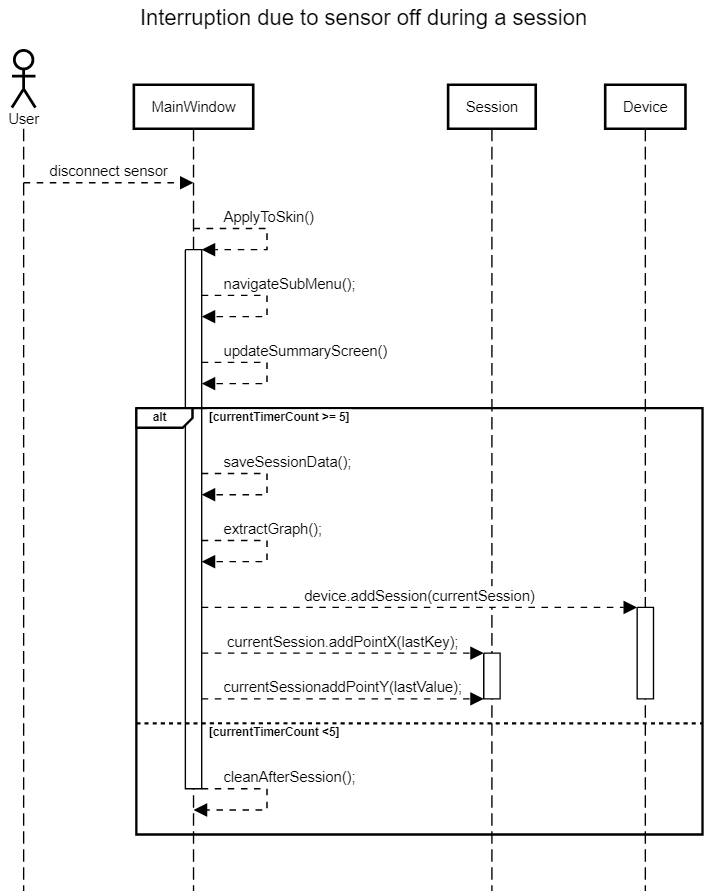 Interruption due to sensor off during a session
User
MainWindow
Session
Device
disconnect sensor
ApplyToSkin()
navigateSubMenu();
updateSummaryScreen()
alt
[currentTimerCount >= 5]
saveSessionData();
extractGraph();
device.addSession(currentSession)
currentSession.addPointX(lastKey);
currentSessionaddPointY(lastValue);
[currentTimerCount <5]
cleanAfterSession();